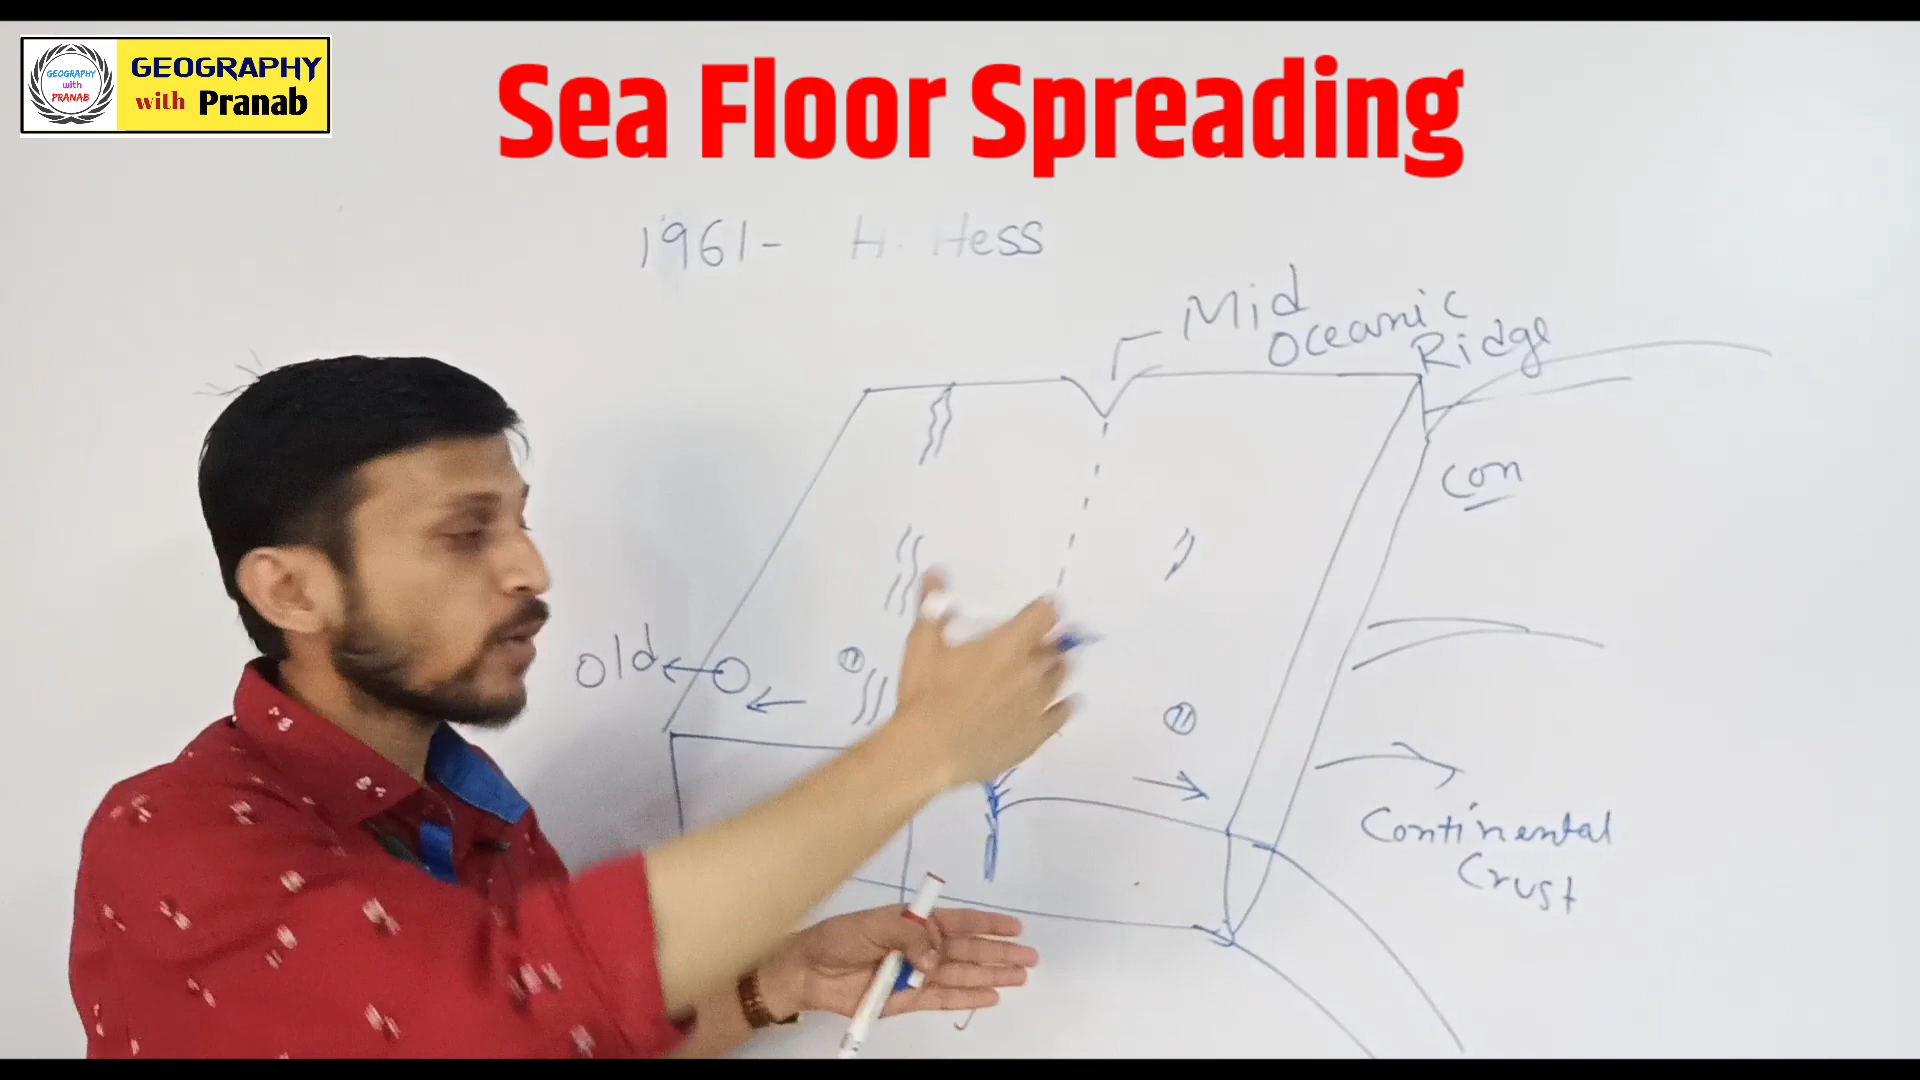 GEOGRAPHY
with
PRANAB
GEOGRAPHY
with Pranab
Sea Floor Spreading
1961- H. Hess
Mid
Oceanic
Ridge
Con
Old
Continental
Crust